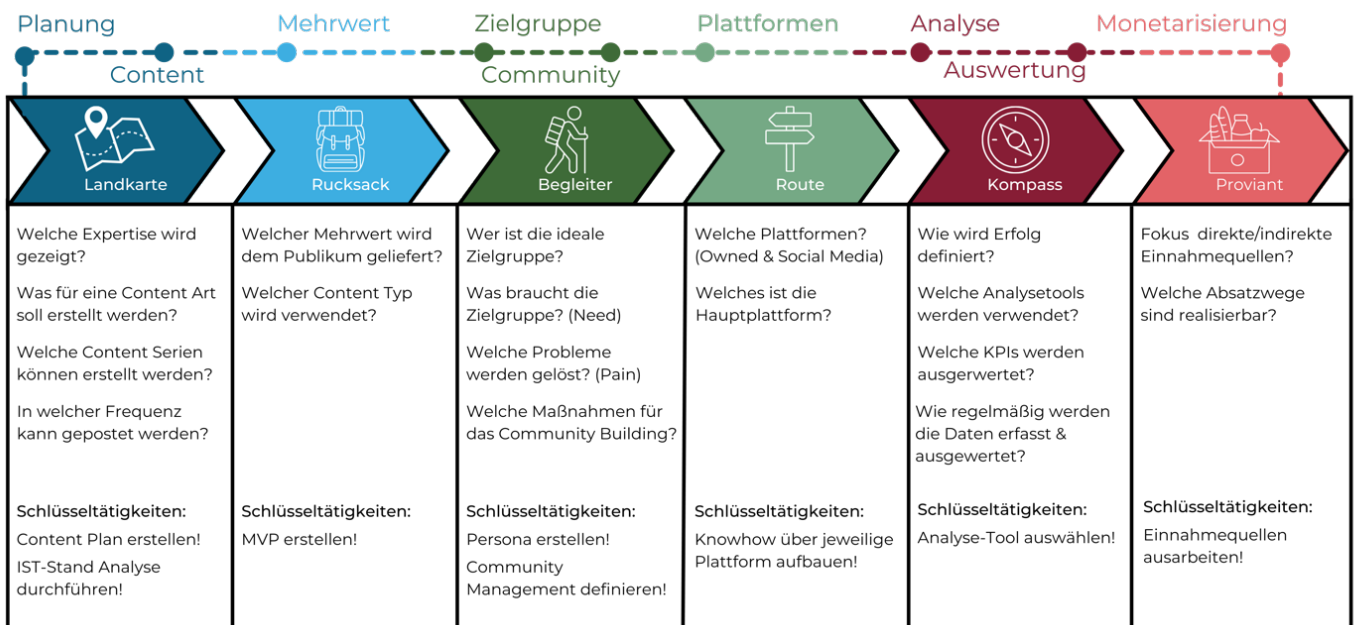 Planung
Mehrwert
Zielgruppe
Plattformen
Analyse
Monetarisierung
Content
Community
Auswertung
Landkarte
Rucksack
Begleiter
Route
Kompass
Proviant
Welche Expertise wird
gezeigt?
Was für eine Content Art
soll erstellt werden?
Welche Content Serien
können erstellt werden?
In welcher Frequenz
kann gepostet werden?
Schlüsseltätigkeiten:
Content Plan erstellen!
IST-Stand Analyse
durchführen!
Welcher Mehrwert wird
dem Publikum geliefert?
Welcher Content Typ
wird verwendet?
Schlüsseltätigkeiten:
MVP erstellen!
Wer ist die ideale
Zielgruppe?
Was braucht die
Zielgruppe? (Need)
Welche Probleme
werden gelöst? (Pain)
Welche Maßnahmen für
das Community Building?
Schlüsseltätigkeiten:
Persona erstellen!
Community
Management definieren!
Welche Plattformen?
(Owned & Social Media)
Welches ist die
Hauptplattform?
Schlüsseltätigkeiten:
Knowhow über jeweilige
Plattform aufbauen!
Wie wird Erfolg
definiert?
Welche Analysetools
werden verwendet?
Welche KPIs werden
ausgerwertet?
Wie regelmäßig werden
die Daten erfasst &
ausgewertet?
Schlüsseltätigkeiten:
Analyse-Tool auswählen!
Fokus direkte/indirekte
Einnahmequellen?
Welche Absatzwege
sind realisierbar?
Schlüsseltätigkeiten:
Einnahmequellen
ausarbeiten!